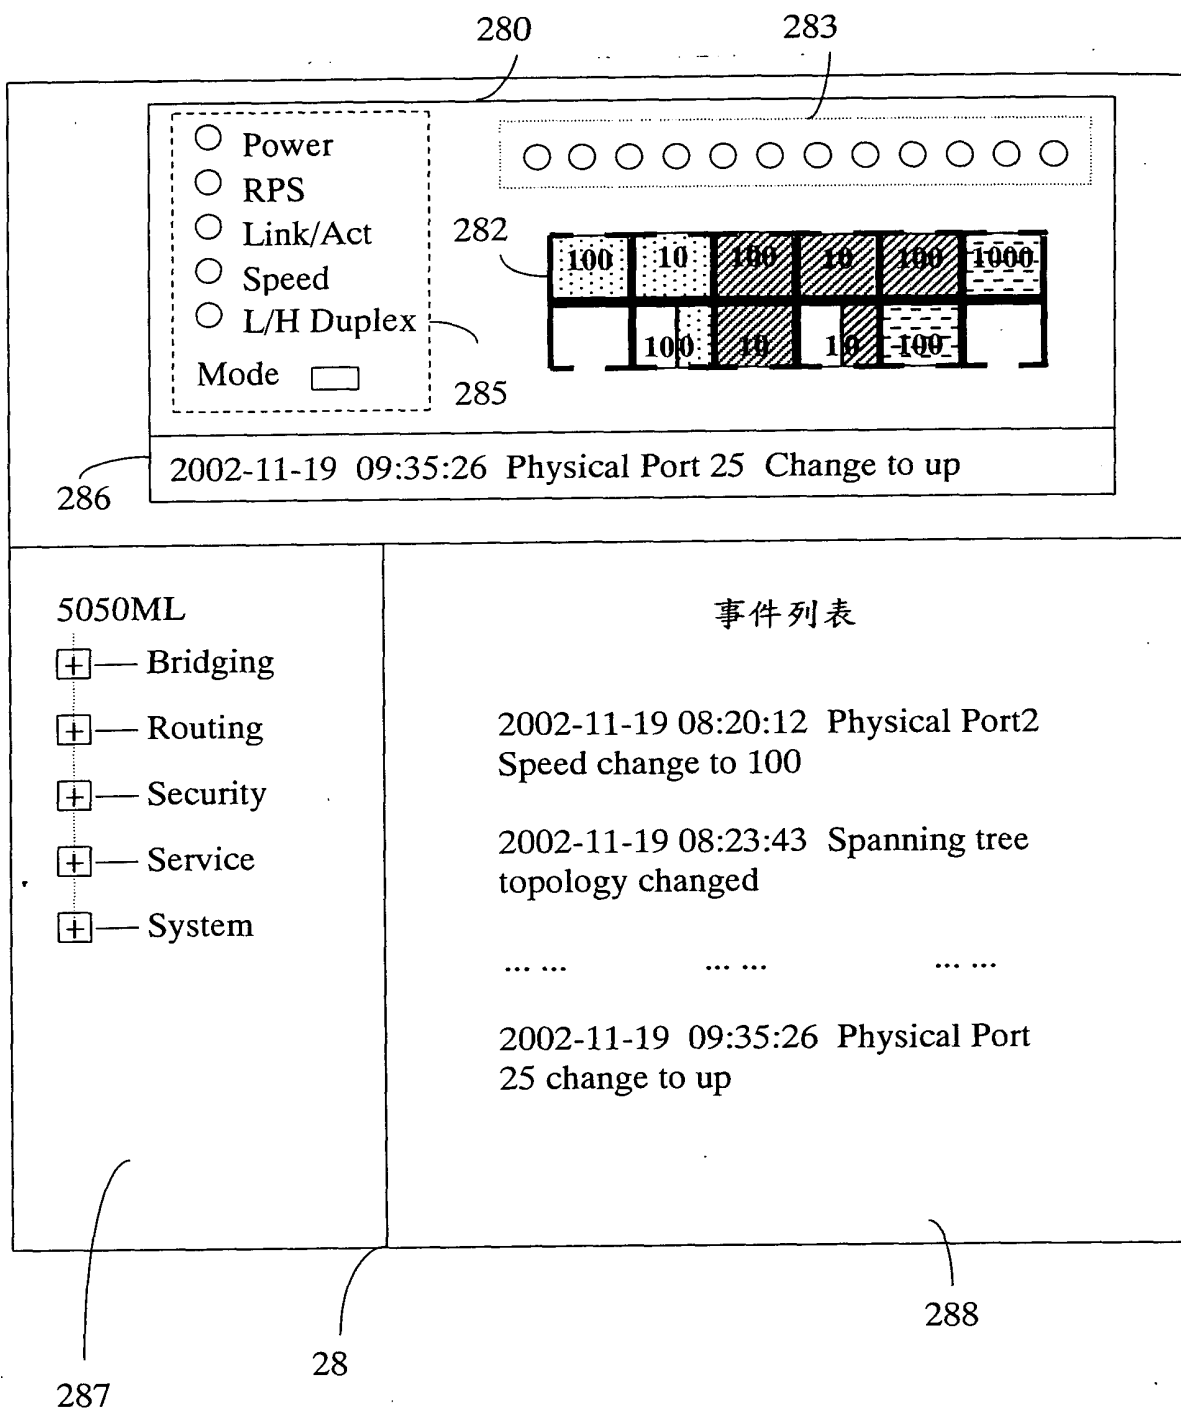 280
283
Power
RPS
Link/Act
Speed
L/H Duplex
Mode
282
100 10 100 10 100 1000
100 10 10 100
285
2002-11-19 09:35:26 Physical Port 25 Change to up
286
5050ML
Bridging
Routing
Security
Service
System
事件列表
2002-11-19 08:20:12 Physical Port2
Speed change to 100
2002-11-19 08:23:43 Spanning tree
topology changed
... ... ... ... ... ...
2002-11-19 09:35:26 Physical Port
25 change to up
288
28
287